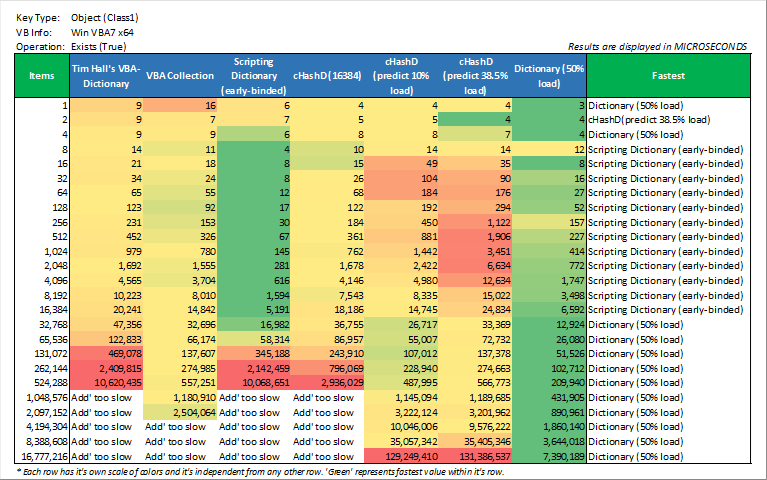 Key Type: Object (Class1)
VB Info: Win VBA7 x64
Operation: Exists (True)
Results are displayed in MICROSECONDS
Items Tim Hall's VBA-Dictionary VBA Collection Scripting Dictionary (early-binded) cHashD (16384) cHashD (predict 10% load) cHashD (predict 38.5% load) Dictionary (50% load) Fastest
1 9 16 6 4 4 4 3 Dictionary (50% load)
2 9 7 7 5 5 4 4 cHashD(predict 38.5% load)
4 9 9 6 8 8 7 4 Dictionary (50% load)
8 14 11 4 10 14 14 12 Scripting Dictionary (early-binded)
16 21 18 8 15 49 35 8 Scripting Dictionary (early-binded)
32 34 24 8 26 104 90 16 Scripting Dictionary (early-binded)
64 65 55 12 68 184 176 27 Scripting Dictionary (early-binded)
128 123 92 17 122 192 294 52 Scripting Dictionary (early-binded)
256 231 153 30 184 450 1,122 157 Scripting Dictionary (early-binded)
512 452 326 67 361 881 1,906 227 Scripting Dictionary (early-binded)
1,024 979 780 145 762 1,442 3,451 414 Scripting Dictionary (early-binded)
2,048 1,692 1,555 281 1,678 2,422 6,634 772 Scripting Dictionary (early-binded)
4,096 4,565 3,704 616 4,146 4,980 12,634 1,747 Scripting Dictionary (early-binded)
8,192 10,223 8,010 1,594 7,543 8,335 15,022 3,498 Scripting Dictionary (early-binded)
16,384 20,241 14,842 5,191 18,186 14,745 24,834 6,592 Scripting Dictionary (early-binded)
32,768 47,356 32,696 16,982 36,755 26,717 33,369 12,924 Dictionary (50% load)
65,536 122,833 66,174 58,314 86,957 55,007 72,732 26,080 Dictionary (50% load)
131,072 469,078 137,607 345,188 243,910 107,012 137,378 51,526 Dictionary (50% load)
262,144 2,409,815 274,985 2,142,459 796,069 228,940 274,663 102,712 Dictionary (50% load)
524,288 10,620,435 557,251 10,068,651 2,936,029 487,995 566,773 209,940 Dictionary (50% load)
1,048,576 Add' too slow 1,180,910 Add' too slow Add' too slow 1,145,094 1,189,685 431,905 Dictionary (50% load)
2,097,152 Add' too slow 2,504,064 Add' too slow Add' too slow 3,222,124 3,201,962 890,961 Dictionary (50% load)
4,194,304 Add' too slow Add' too slow Add' too slow Add' too slow 10,046,006 9,576,222 1,860,140 Dictionary (50% load)
8,388,608 Add' too slow Add' too slow Add' too slow Add' too slow 35,057,342 35,405,346 3,644,018 Dictionary (50% load)
16,777,216 Add' too slow Add' too slow Add' too slow Add' too slow 129,249,410 131,386,537 7,390,189 Dictionary (50% load)
* Each row has it's own scale of colors and it's independent from any other row. 'Green' represents fastest value within it's row.